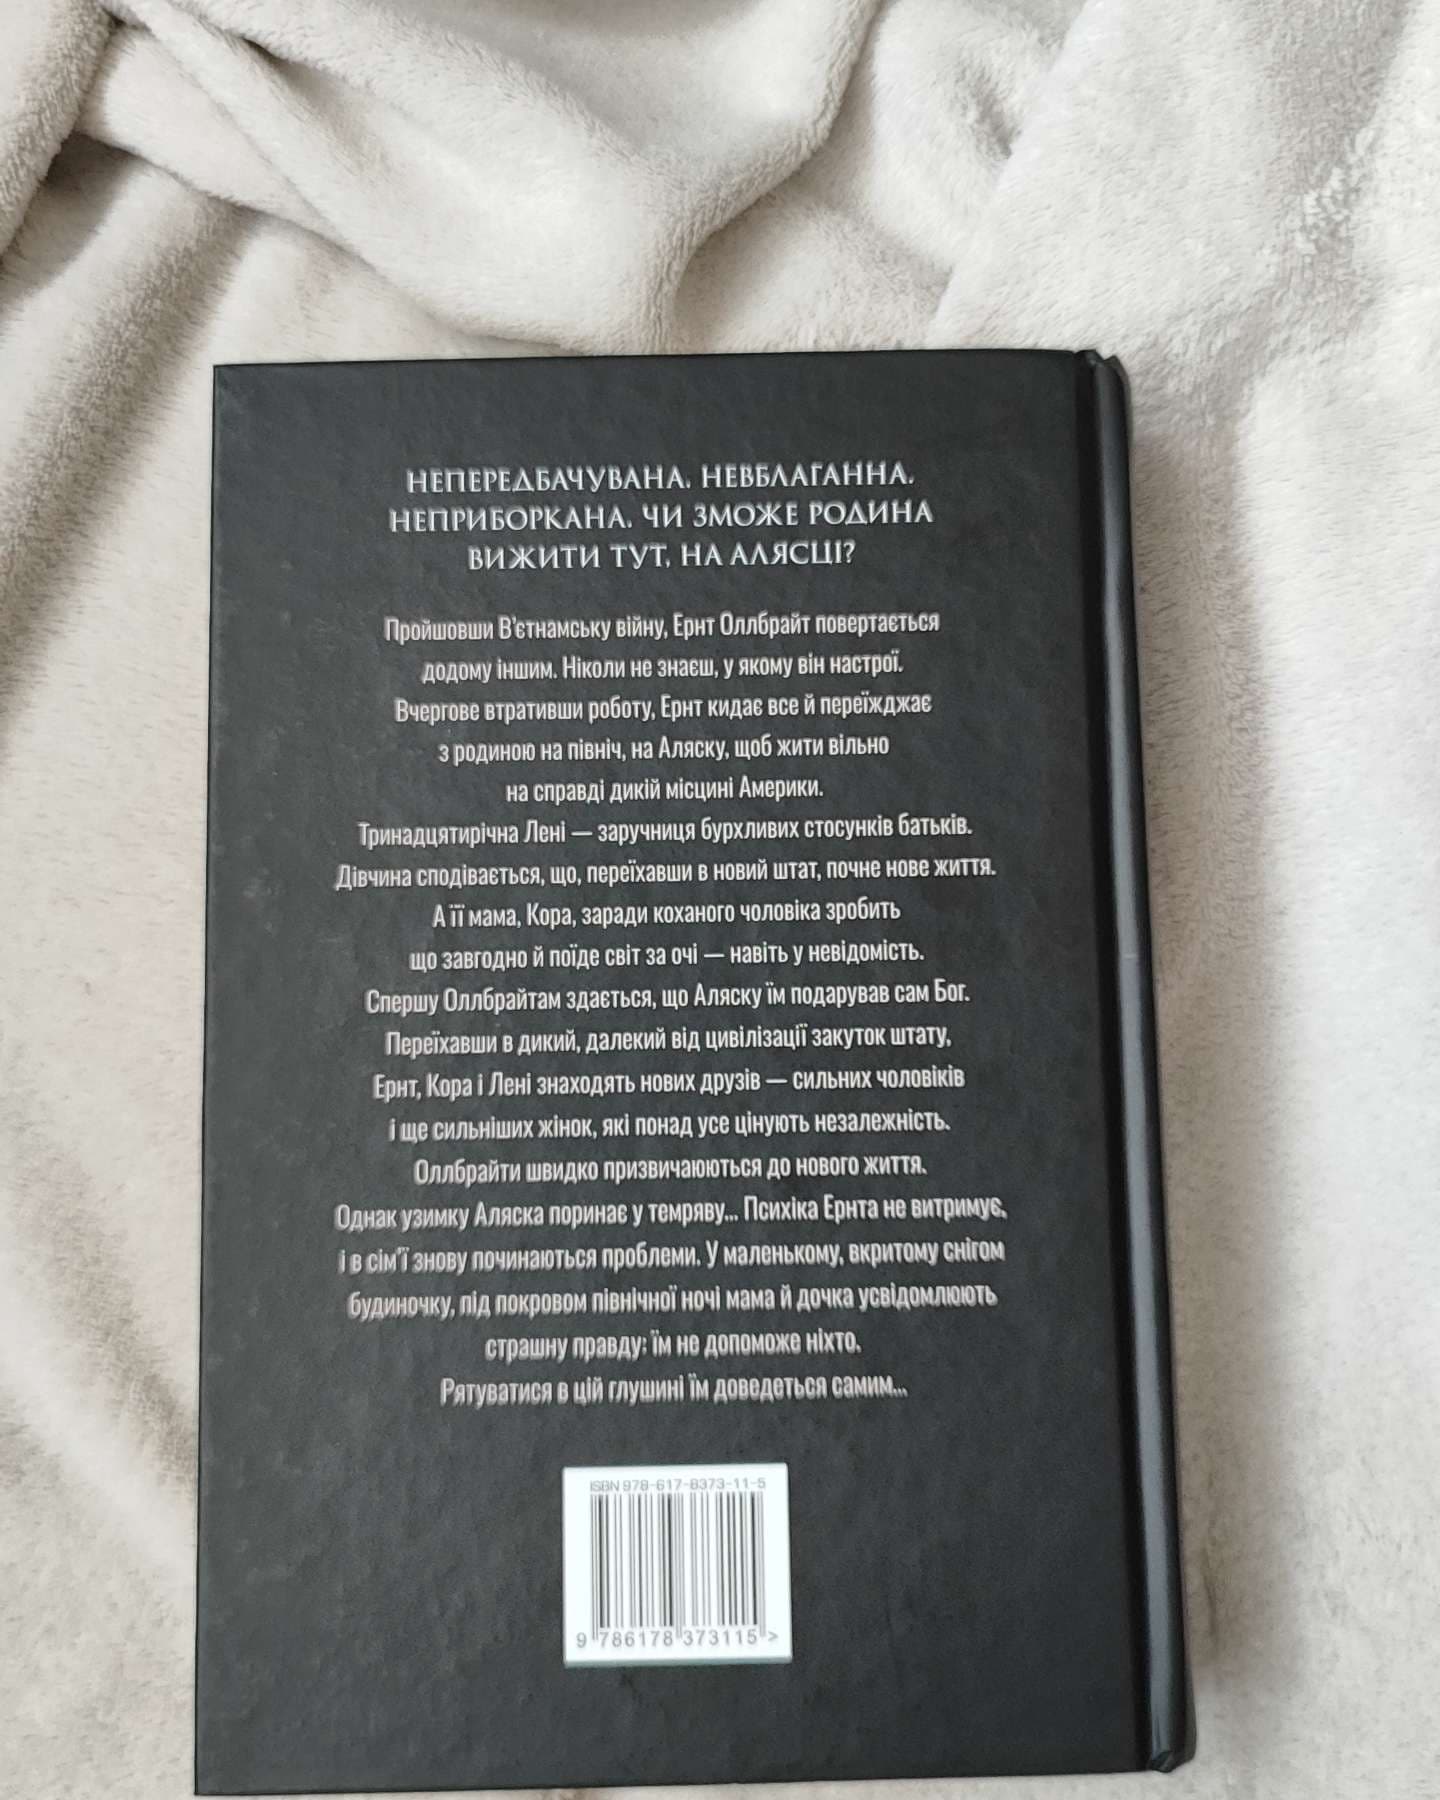 НЕПЕРЕДБАЧУВАНА. НЕВБЛАГАННА.
НЕПРИБОРКАНА. ЧИ ЗМОЖЕ РОДИНА
ВИЖИТИ ТУТ, НА АЛЯСЦІ?
Пройшовши В'єтнамську війну, Ернт Оллбрайт повертається
додому іншим. Ніколи не знаєш, у якому він настрої.
Вчергове втративши роботу, Ернт кидає все й переїжджає
з родиною на північ, на Аляску, щоб жити вільно
на справді дикій місцині Америки.
Тринадцятирічна Лені — заручниця бурхливих стосунків батьків.
Дівчина сподівається, що, переїхавши в новий штат, почне нове життя.
А її мама, Кора, заради коханого чоловіка зробить
що завгодно й поїде світ за очі — навіть у невідомість.
Спершу Оллбрайтам здається, що Аляску їм подарував сам Бог.
Переїхавши в дикий, далекий від цивілізації закуток штату,
Ернт, Кора і Лені знаходять нових друзів — сильних чоловіків
і ще сильніших жінок, які понад усе цінують незалежність.
Оллбрайти швидко призвичаюються до нового життя.
Однак узимку Аляска поринає у темряву... Психіка Ернта не витримує,
і в сім'ї знову починаються проблеми. У маленькому, вкритому снігом
будиночку, під покровом північної ночі мама й дочка усвідомлюють
страшну правду: їм не допоможе ніхто.
Рятуватися в цій глушині їм доведеться самим...
ISBN 978-617-8373-11-5
9 786178 373115 >